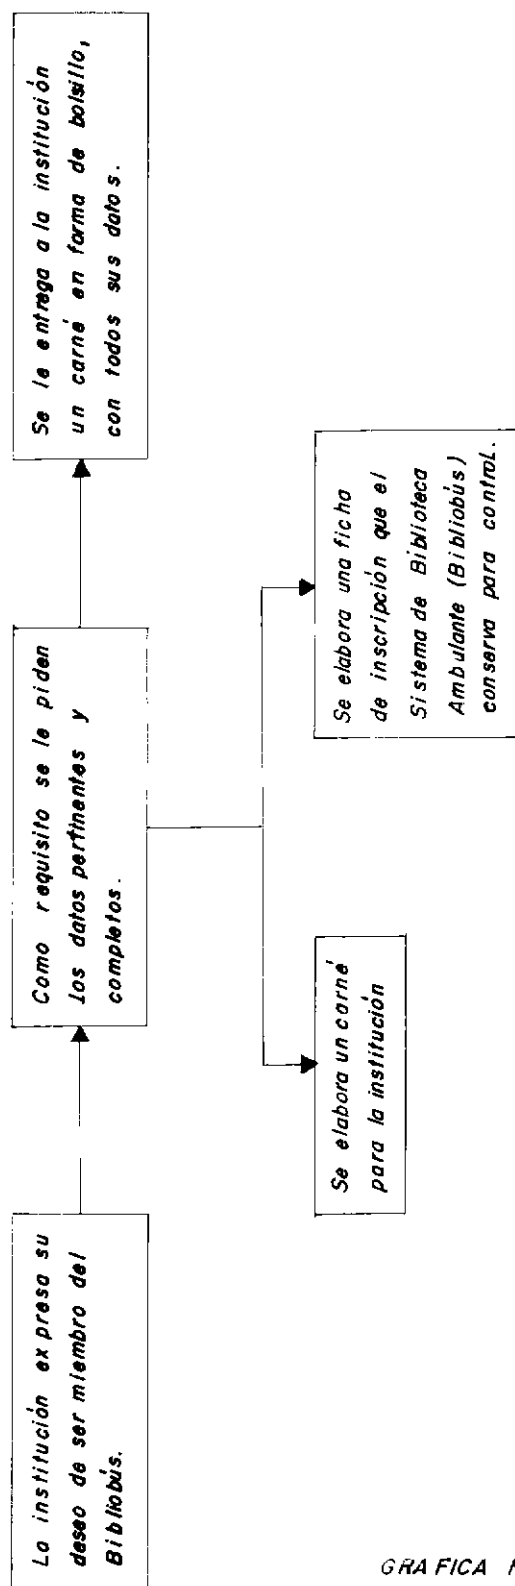 La institución expresa su
deseo de ser miembro del
Bibliobús.
Como requisito se le piden
los datos pertinentes y
completos.
Se le entrega a la institución
un carné en forma de bolsillo,
con todos sus datos.
Se elabora un carné
para la institución
Se elabora una ficha
de inscripción que el
Sistema de Biblioteca
Ambulante (Bibliobús)
conserva para control.
GRAFICA